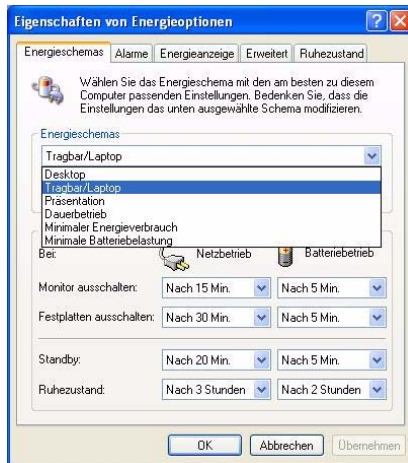 Eigenschaften von Energieoptionen
Energieschemas Alarme Energieanzeige Erweitert Ruhezustand
Wählen Sie das Energieschema mit den am besten zu diesem
Computer passenden Einstellungen. Bedenken Sie, dass die
Einstellungen das unten ausgewählte Schema modifizieren.
Energieschemas
Tragbar/Laptop
Desktop
Tragbar/Laptop
Präsentation
Dauerbetrieb
Minimaler Energieverbrauch
Minimale Batteriebelastung
Bei: Netzbetrieb Batteriebetrieb
Monitor ausschalten: Nach 15 Min. Nach 5 Min.
Festplatten ausschalten: Nach 30 Min. Nach 5 Min.
Standby: Nach 20 Min. Nach 5 Min.
Ruhezustand: Nach 3 Stunden Nach 2 Stunden
OK Abbrechen Übernehmen